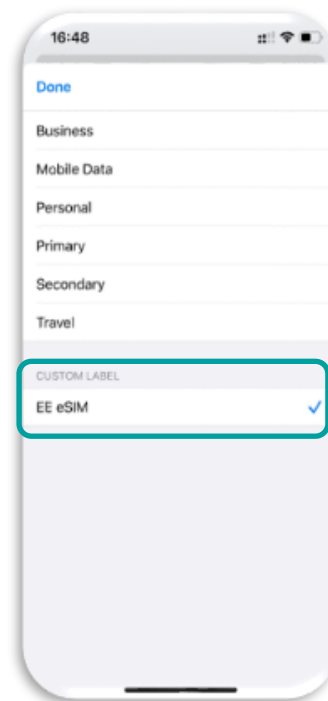 16:48
Done
Business
Mobile Data
Personal
Primary
Secondary
Travel
CUSTOM LABEL
EE eSIM